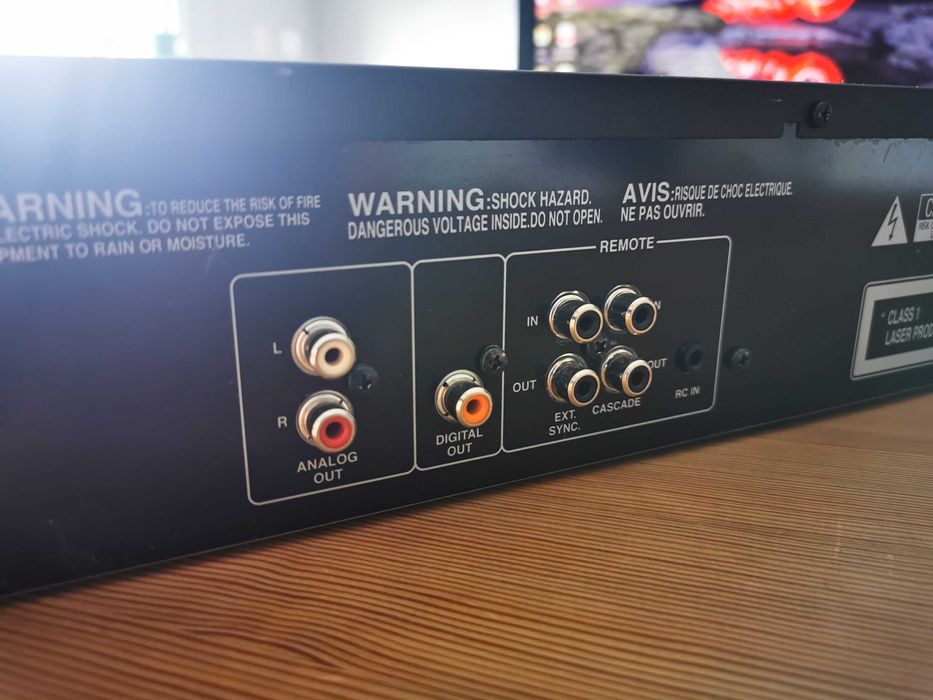 WARNING :TO REDUCE THE RISK OF FIRE
ELECTRIC SHOCK. DO NOT EXPOSE THIS
PMENT TO RAIN OR MOISTURE.
WARNING:SHOCK HAZARD.
DANGEROUS VOLTAGE INSIDE.DO NOT OPEN.
AVIS:RISQUE DE CHOC ELECTRIQUE.
NE PAS OUVRIR.
REMOTE
L
R
ANALOG
OUT
DIGITAL
OUT
IN
IN
OUT
OUT
EXT.
SYNC.
CASCADE
RC IN
CLASS 1
LASER PROD